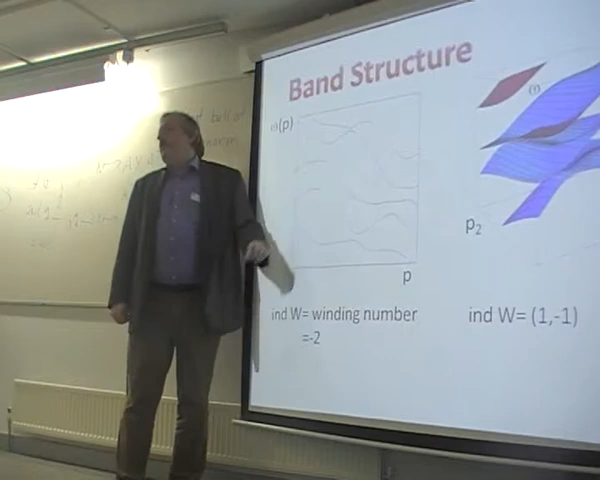 Band Structure
ω(p)
ω
p₂
p
ind W= winding number
=-2
ind W= (1,-1)